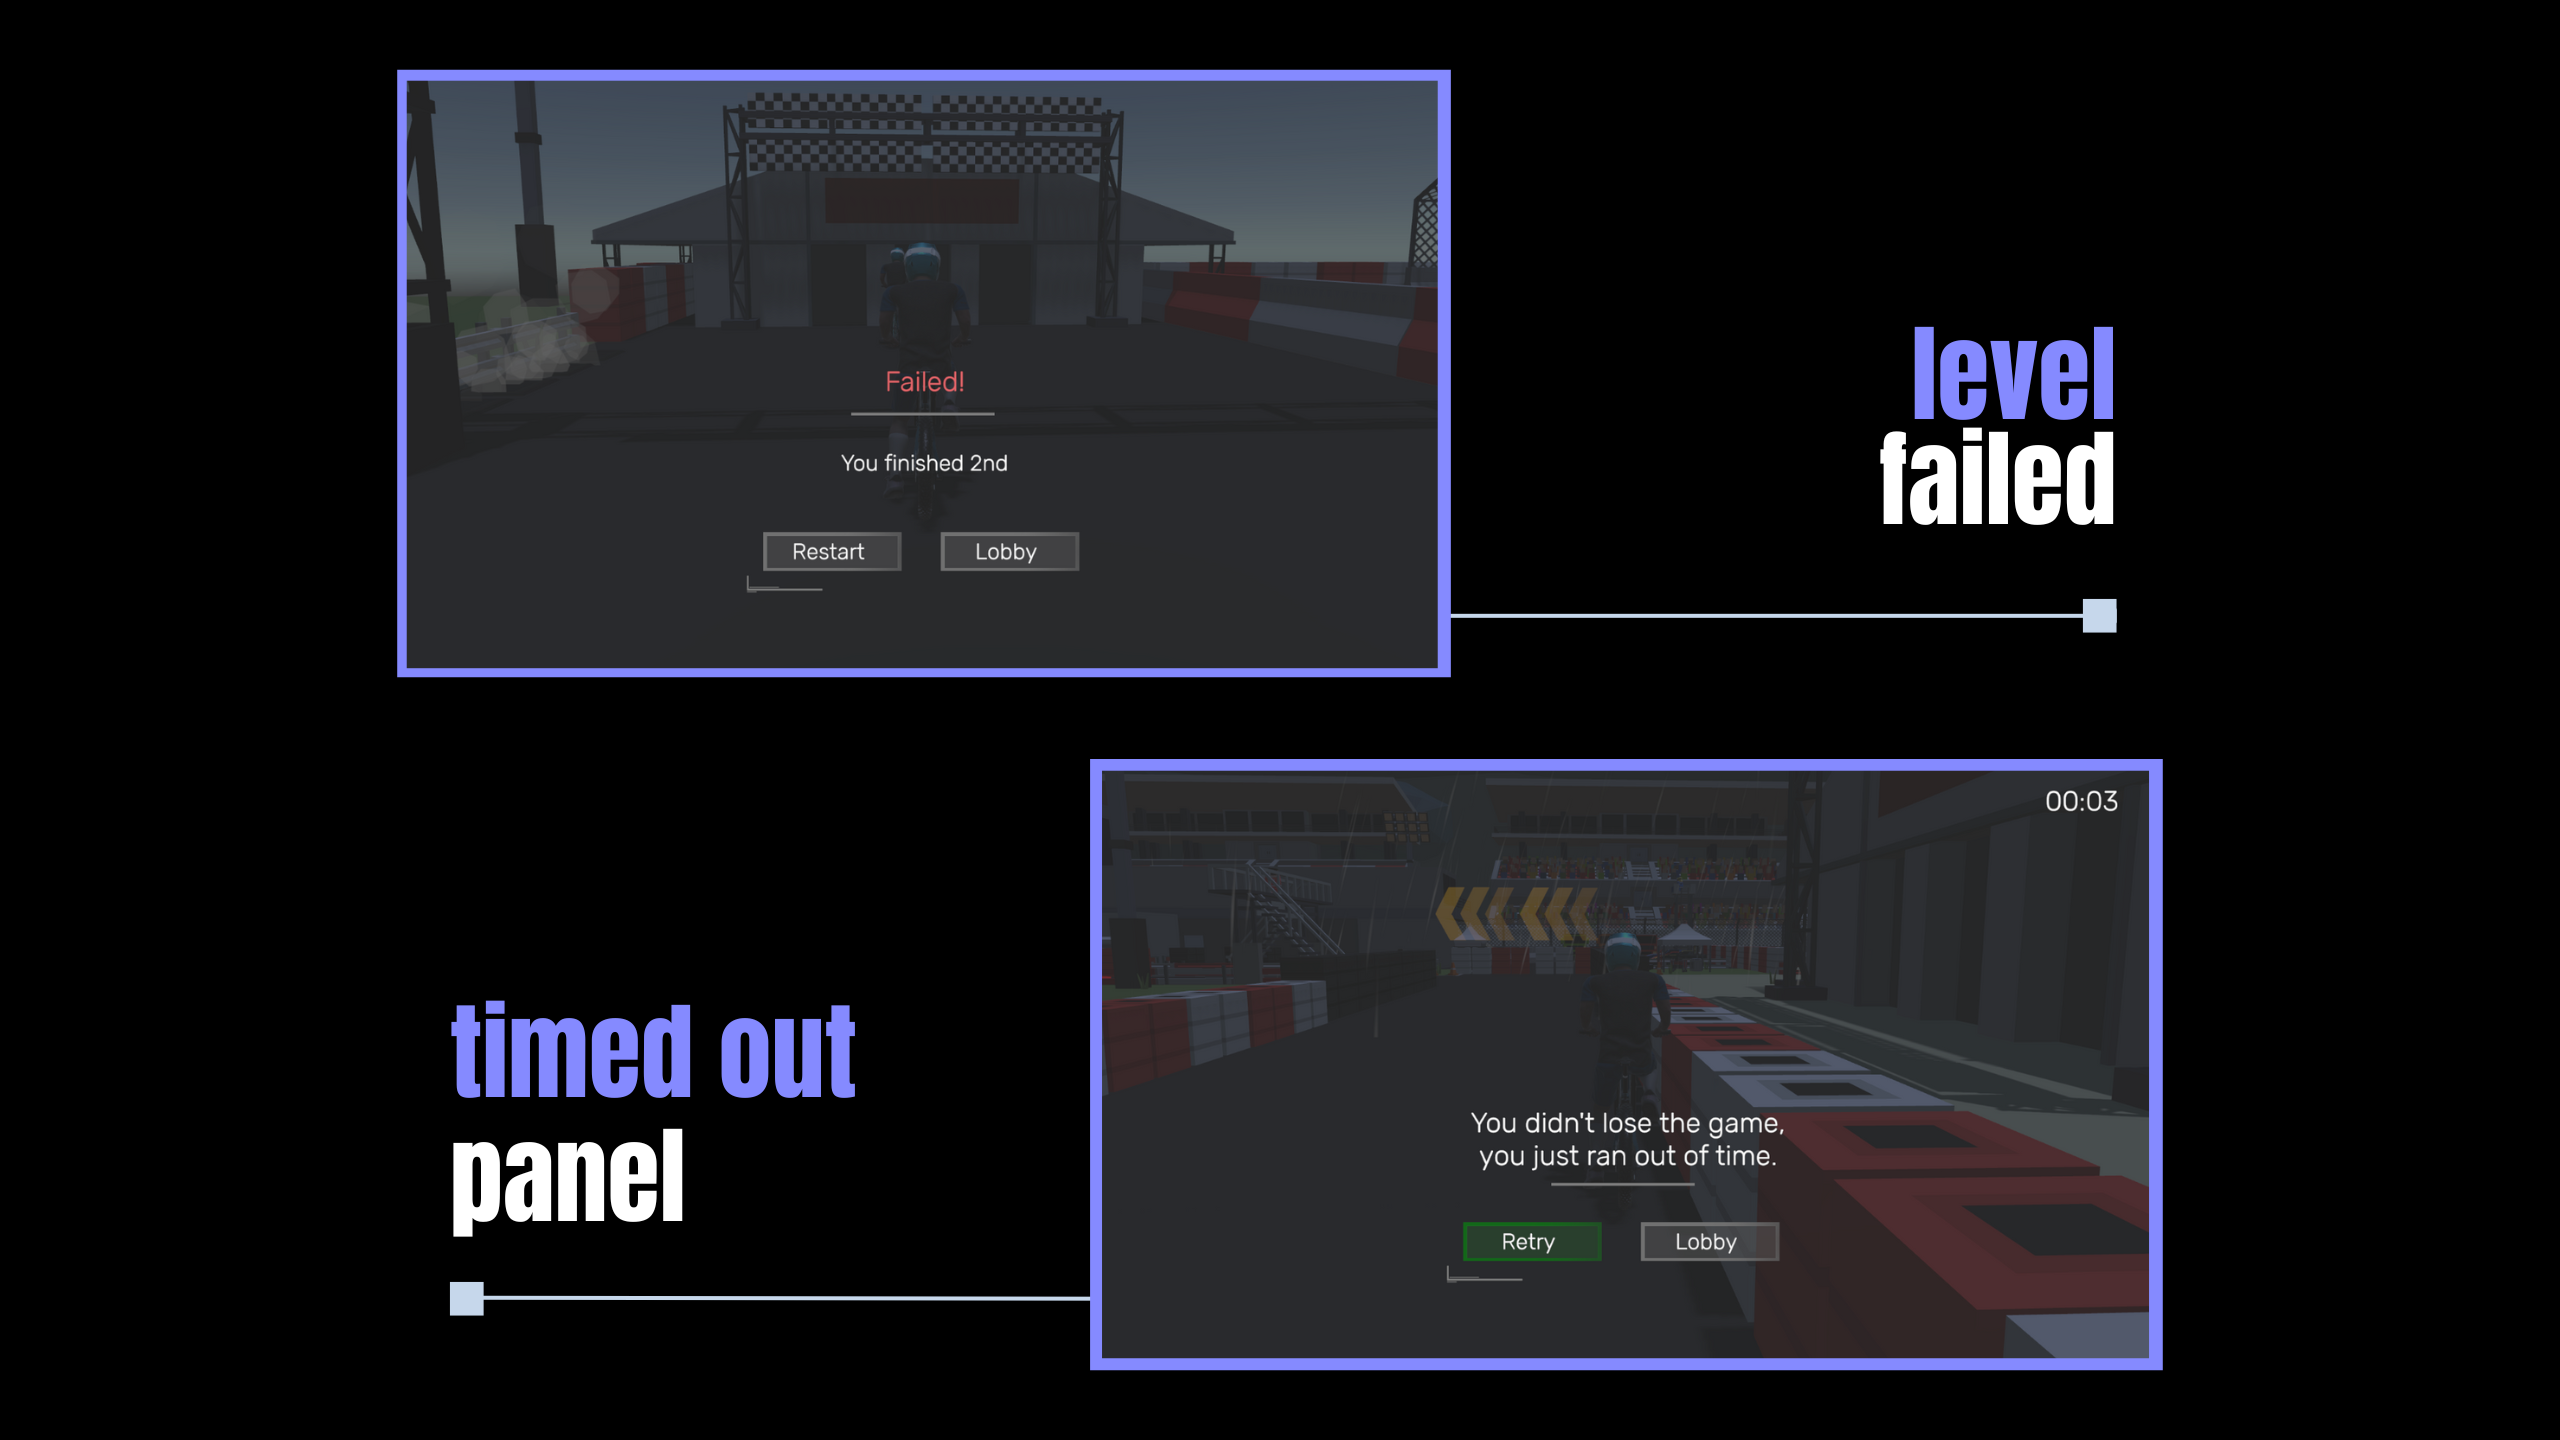 Failed!
You finished 2nd
Restart
Lobby
level
failed
00:03
You didn't lose the game,
you just ran out of time.
Retry
Lobby
timed out
panel